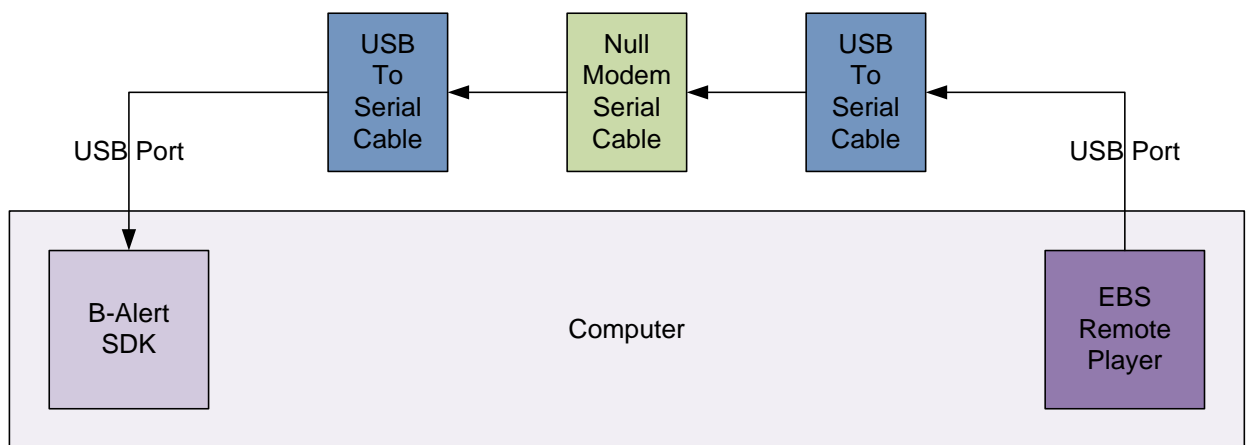 USB
To
Serial
Cable
Null
Modem
Serial
Cable
USB
To
Serial
Cable
USB Port
USB Port
B-Alert
SDK
Computer
EBS
Remote
Player